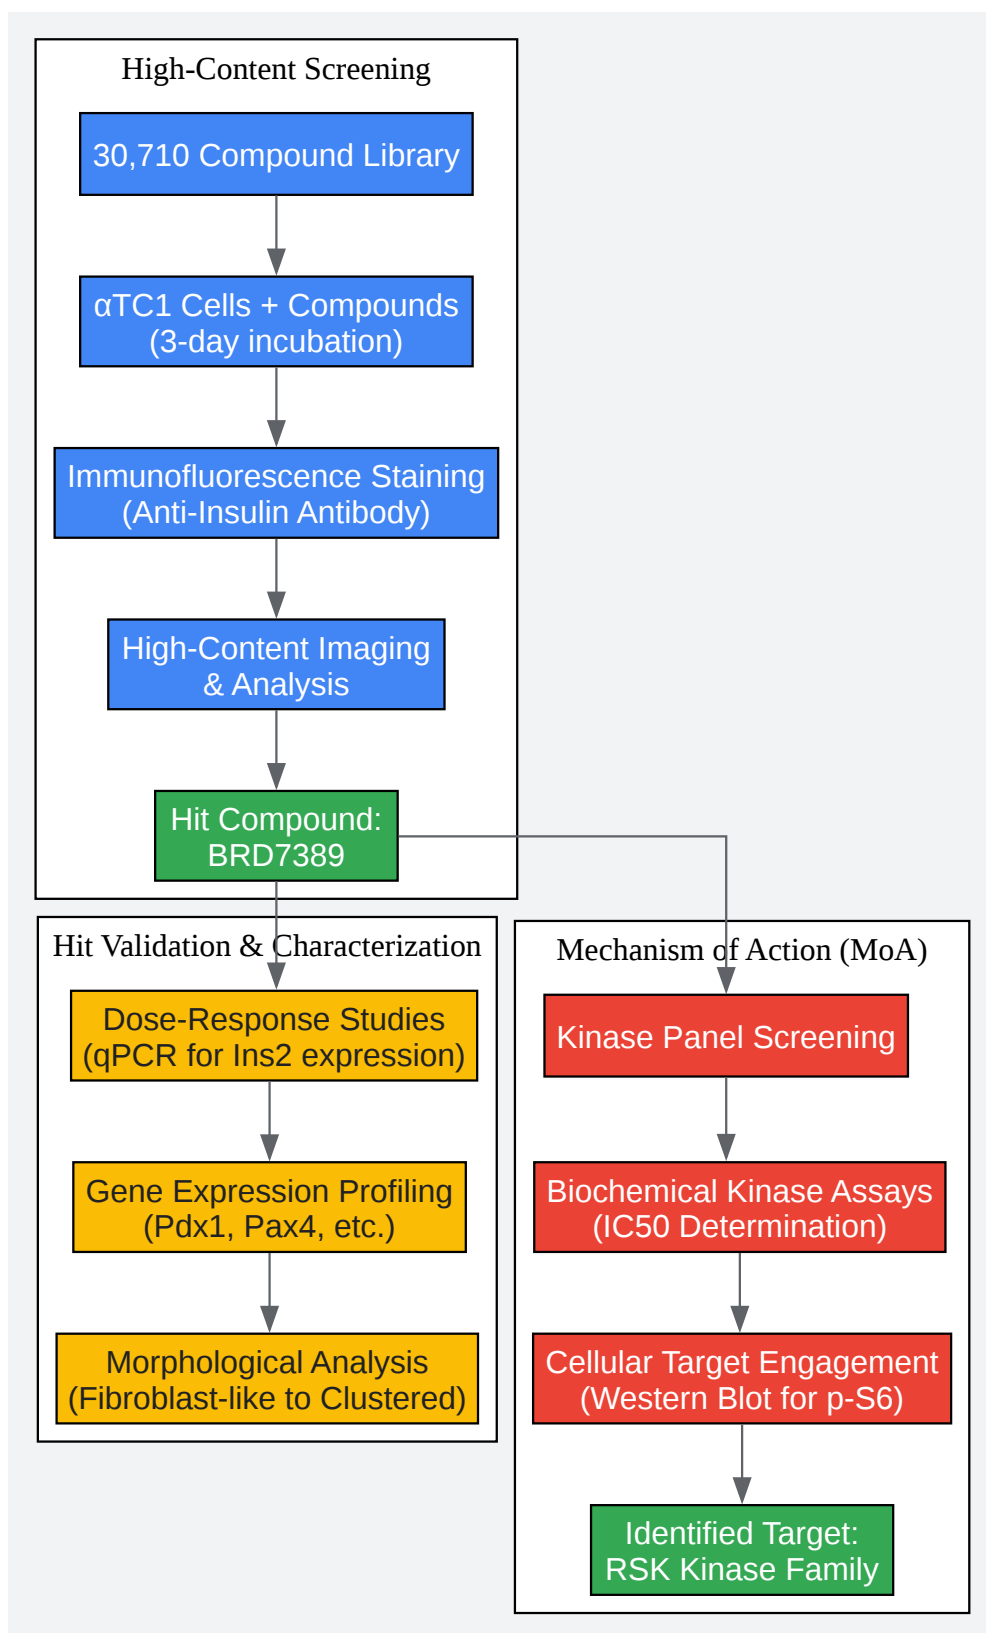 High-Content Screening
30,710 Compound Library
αTC1 Cells + Compounds
(3-day incubation)
Immunofluorescence Staining
(Anti-Insulin Antibody)
High-Content Imaging
& Analysis
Hit Compound:
BRD7389
Hit Validation & Characterization
Dose-Response Studies
(qPCR for Ins2 expression)
Gene Expression Profiling
(Pdx1, Pax4, etc.)
Morphological Analysis
(Fibroblast-like to Clustered)
Mechanism of Action (MoA)
Kinase Panel Screening
Biochemical Kinase Assays
(IC50 Determination)
Cellular Target Engagement
(Western Blot for p-S6)
Identified Target:
RSK Kinase Family